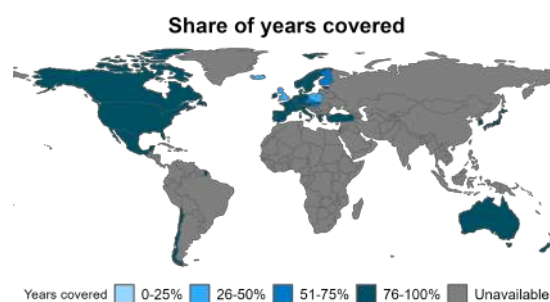 Share of years covered
Years covered 0-25% 26-50% 51-75% 76-100% Unavailable